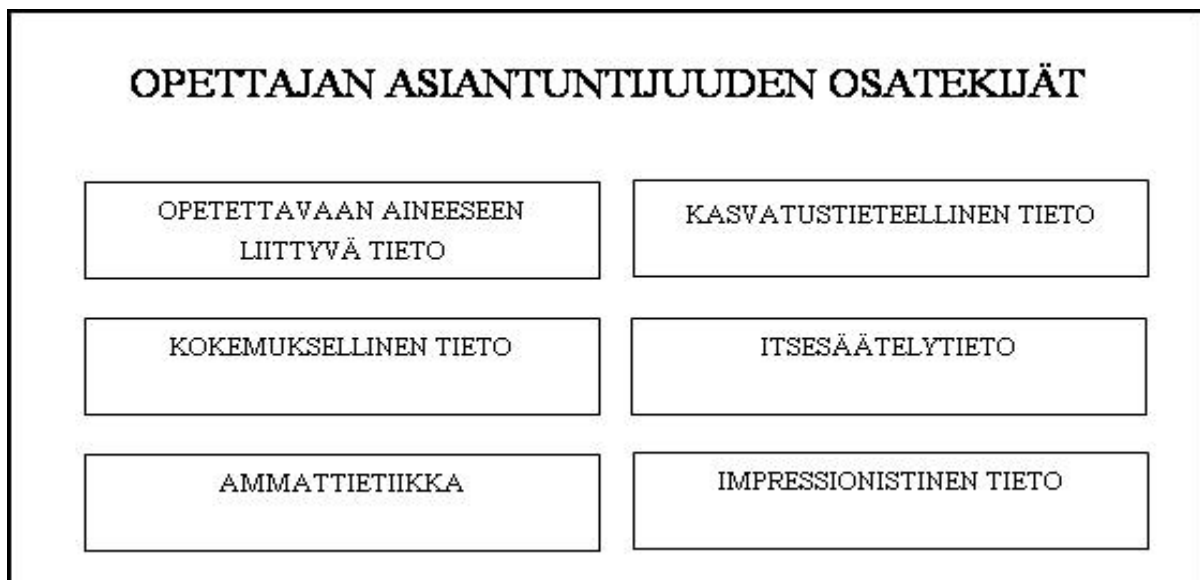 OPETTAJAN ASIANTUNTIJUUDEN OSATEKIJÄT
OPETETTAVAAN AINEESEEN
LIITTYVÄ TIETO
KASVATUSTIETEELLINEN TIETO
KOKEMUKSELLINEN TIETO
ITSESÄÄTELYTIETO
AMMATTIETIIKKA
IMPRESSIONISTINEN TIETO